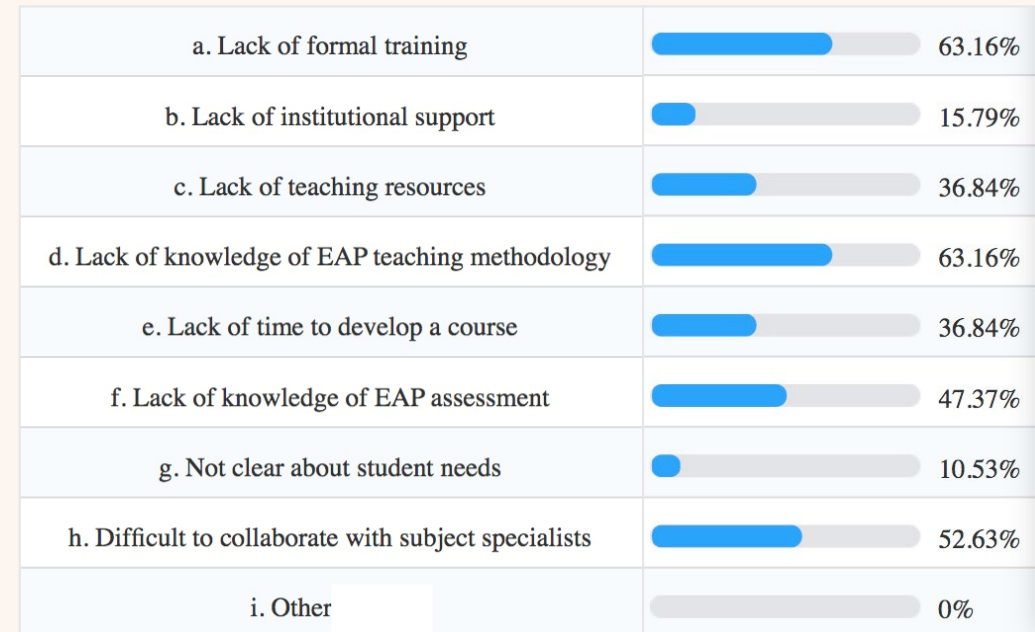 a. Lack of formal training 63.16%
b. Lack of institutional support 15.79%
c. Lack of teaching resources 36.84%
d. Lack of knowledge of EAP teaching methodology 63.16%
e. Lack of time to develop a course 36.84%
f. Lack of knowledge of EAP assessment 47.37%
g. Not clear about student needs 10.53%
h. Difficult to collaborate with subject specialists 52.63%
i. Other 0%